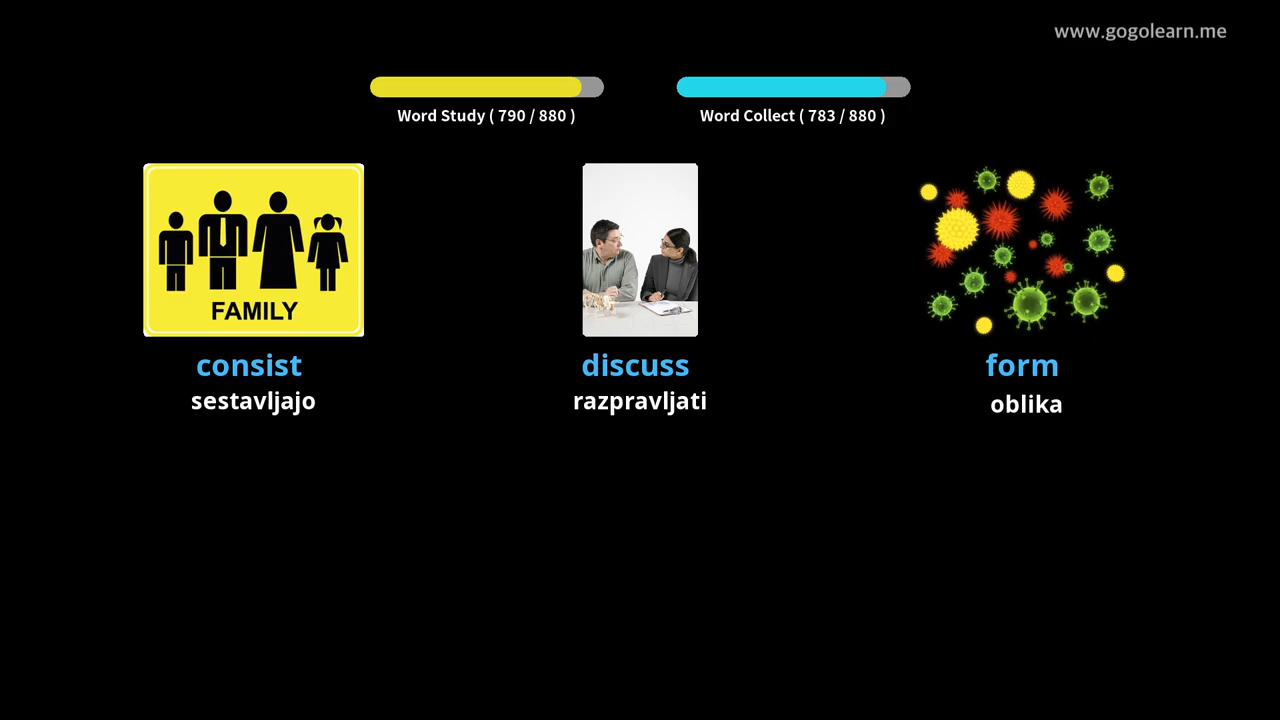 www.gogolearn.me
Word Study ( 790 / 880 )
Word Collect ( 783 / 880 )
FAMILY
consist
sestavljajo
discuss
razpravljati
form
oblika